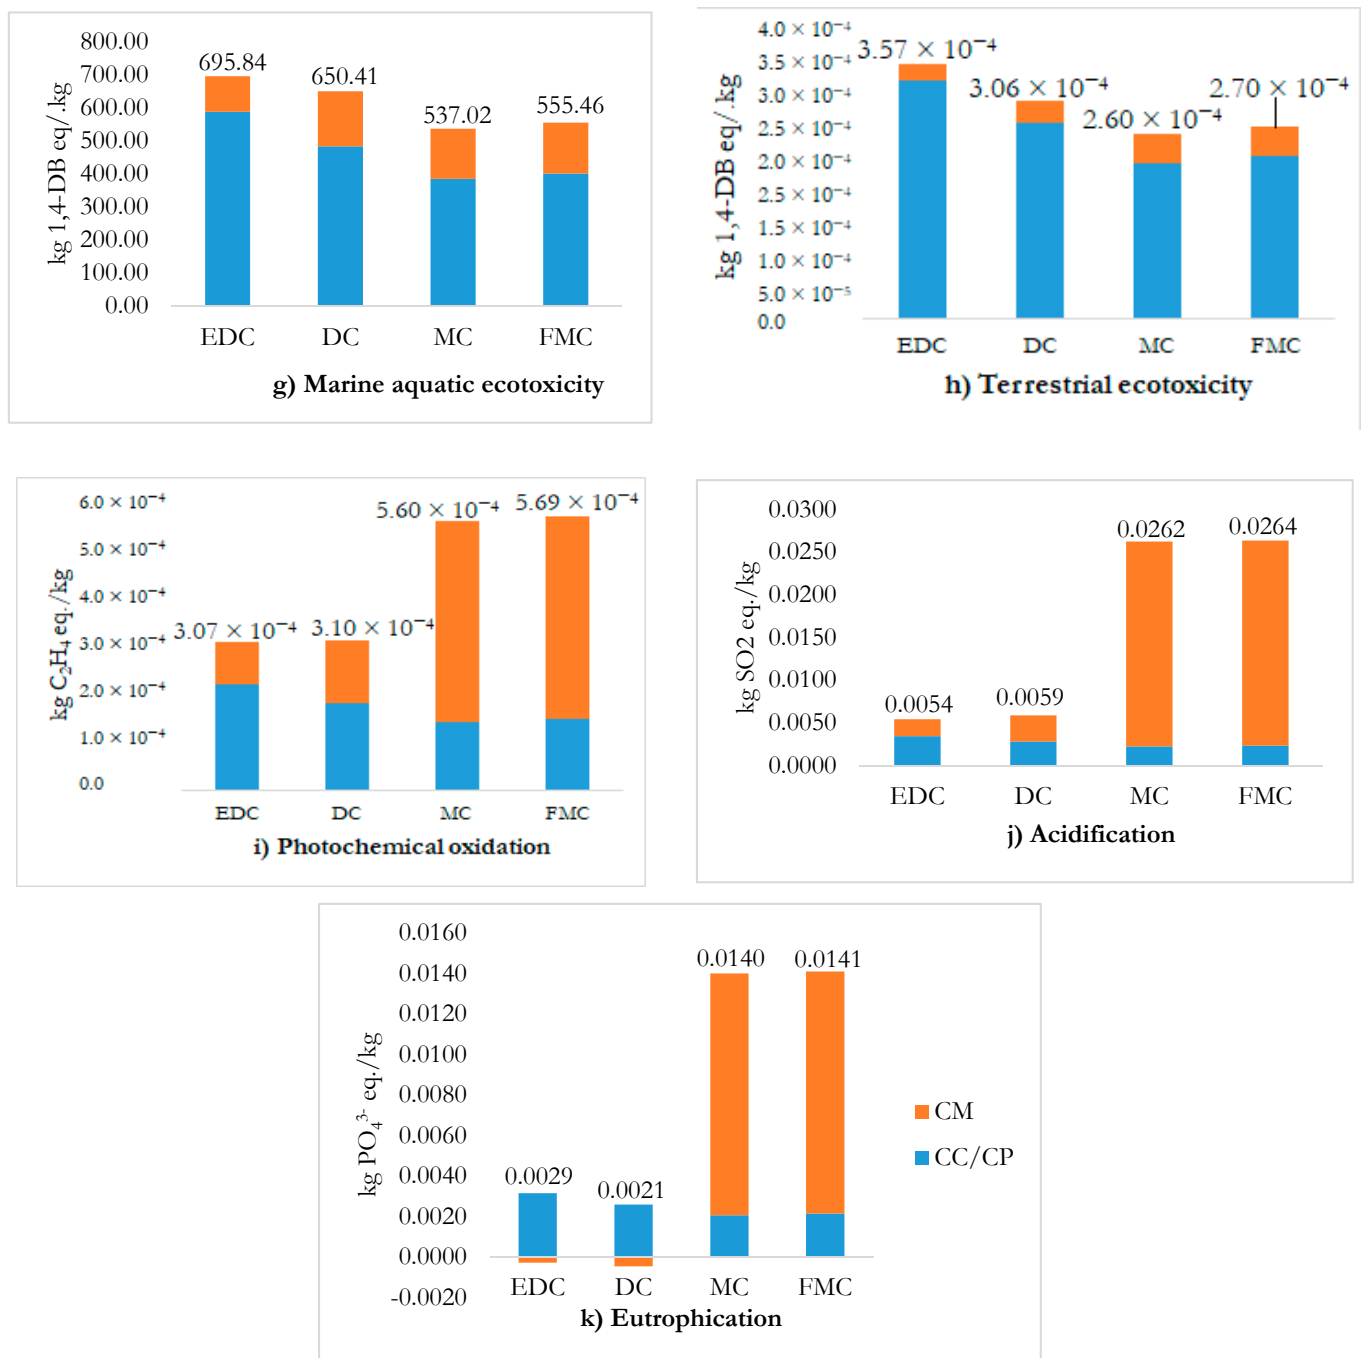 800.00
700.00
600.00
500.00
400.00
300.00
200.00
100.00
0.00
kg 1,4-DB eq/.kg
695.84
650.41
537.02
555.46
EDC DC MC FMC
g) Marine aquatic ecotoxicity
4.0 × 10⁻⁴
3.5 × 10⁻⁴
3.0 × 10⁻⁴
2.5 × 10⁻⁴
2.0 × 10⁻⁴
2.5 × 10⁻⁴
1.5 × 10⁻⁴
1.0 × 10⁻⁴
5.0 × 10⁻⁵
0.0
kg 1,4-DB eq/.kg
3.57 × 10⁻⁴
3.06 × 10⁻⁴
2.60 × 10⁻⁴
2.70 × 10⁻⁴
EDC DC MC FMC
h) Terrestrial ecotoxicity
6.0 × 10⁻⁴
5.0 × 10⁻⁴
4.0 × 10⁻⁴
3.0 × 10⁻⁴
2.0 × 10⁻⁴
1.0 × 10⁻⁴
0.0
kg C₂H₄ eq./kg
3.07 × 10⁻⁴
3.10 × 10⁻⁴
5.60 × 10⁻⁴
5.69 × 10⁻⁴
EDC DC MC FMC
i) Photochemical oxidation
0.0300
0.0250
0.0200
0.0150
0.0100
0.0050
0.0000
kg SO2 eq./kg
0.0054
0.0059
0.0262
0.0264
EDC DC MC FMC
j) Acidification
0.0160
0.0140
0.0120
0.0100
0.0080
0.0060
0.0040
0.0020
0.0000
-0.0020
kg PO₄³⁻ eq./kg
0.0029
0.0021
0.0140
0.0141
EDC DC MC FMC
k) Eutrophication
CM
CC/CP